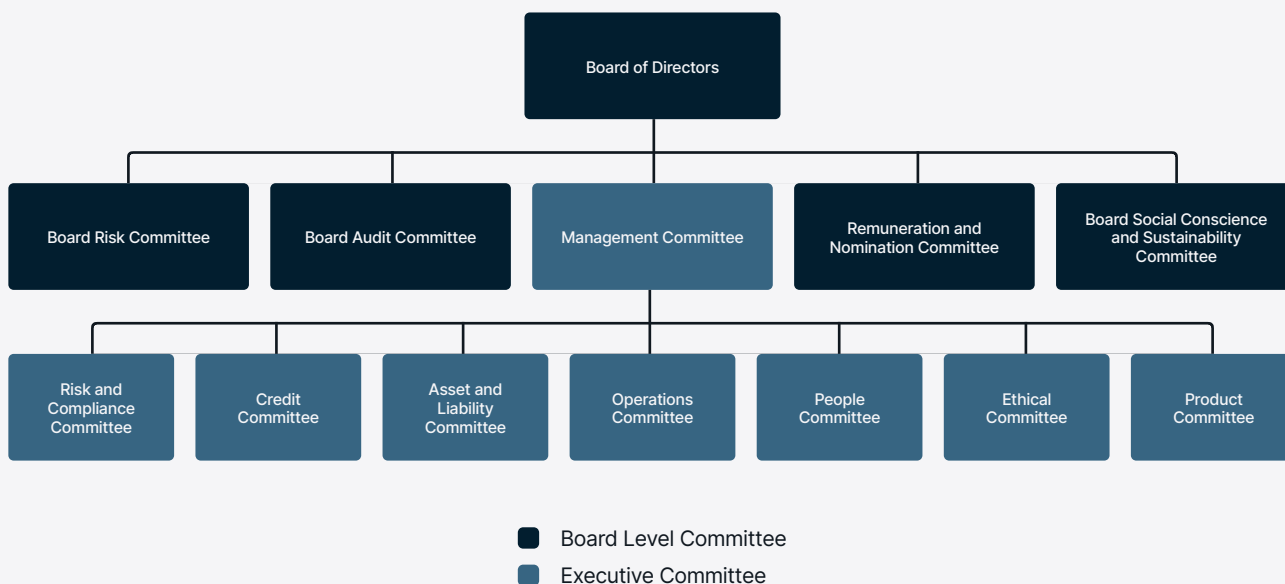 Board of Directors
Board Risk Committee
Board Audit Committee
Management Committee
Remuneration and
Nomination Committee
Board Social Conscience
and Sustainability
Committee
Risk and
Compliance
Committee
Credit
Committee
Asset and
Liability
Committee
Operations
Committee
People
Committee
Ethical
Committee
Product
Committee
Board Level Committee
Executive Committee